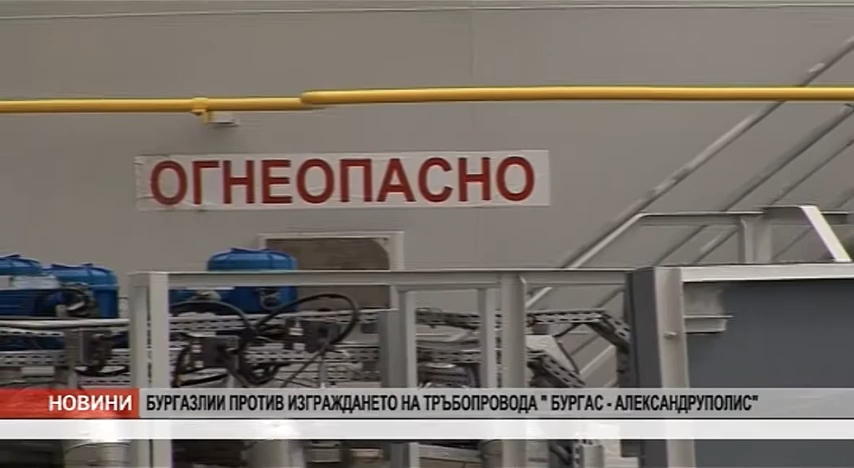 ОГНЕОПАСНО
НОВИНИ
БУРГАЗЛИИ ПРОТИВ ИЗГРАЖДАНЕТО НА ТРЪБОПРОВОДА " БУРГАС - АЛЕКСАНДРУПОЛИС"